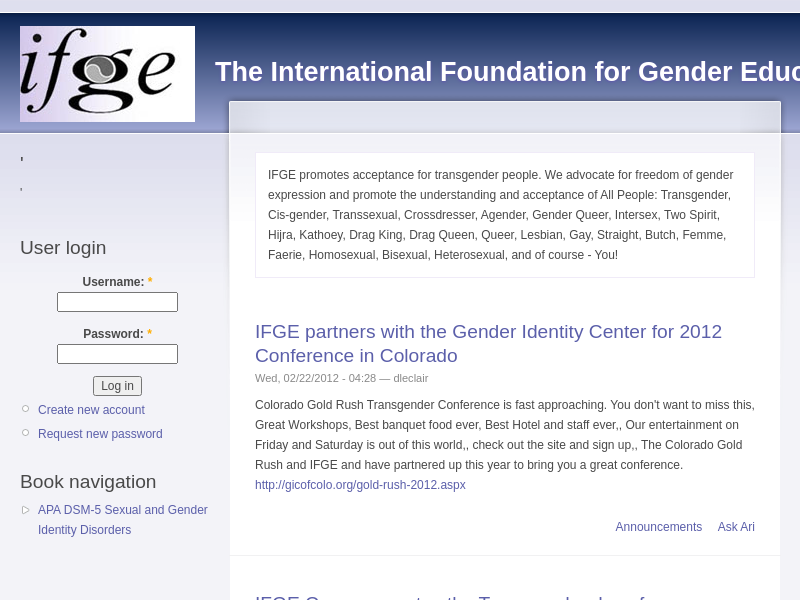 ifge
The International Foundation for Gender Educ
IFGE promotes acceptance for transgender people. We advocate for freedom of gender
expression and promote the understanding and acceptance of All People: Transgender,
Cis-gender, Transsexual, Crossdresser, Agender, Gender Queer, Intersex, Two Spirit,
Hijra, Kathoey, Drag King, Drag Queen, Queer, Lesbian, Gay, Straight, Butch, Femme,
Faerie, Homosexual, Bisexual, Heterosexual, and of course - You!
'
'
User login
Username: *
Password: *
Log in
Create new account
Request new password
Book navigation
APA DSM-5 Sexual and Gender
Identity Disorders
IFGE partners with the Gender Identity Center for 2012
Conference in Colorado
Wed, 02/22/2012 - 04:28 — dleclair
Colorado Gold Rush Transgender Conference is fast approaching. You don't want to miss this,
Great Workshops, Best banquet food ever, Best Hotel and staff ever,, Our entertainment on
Friday and Saturday is out of this world,, check out the site and sign up,, The Colorado Gold
Rush and IFGE and have partnered up this year to bring you a great conference.
http://gicofcolo.org/gold-rush-2012.aspx
Announcements Ask Ari